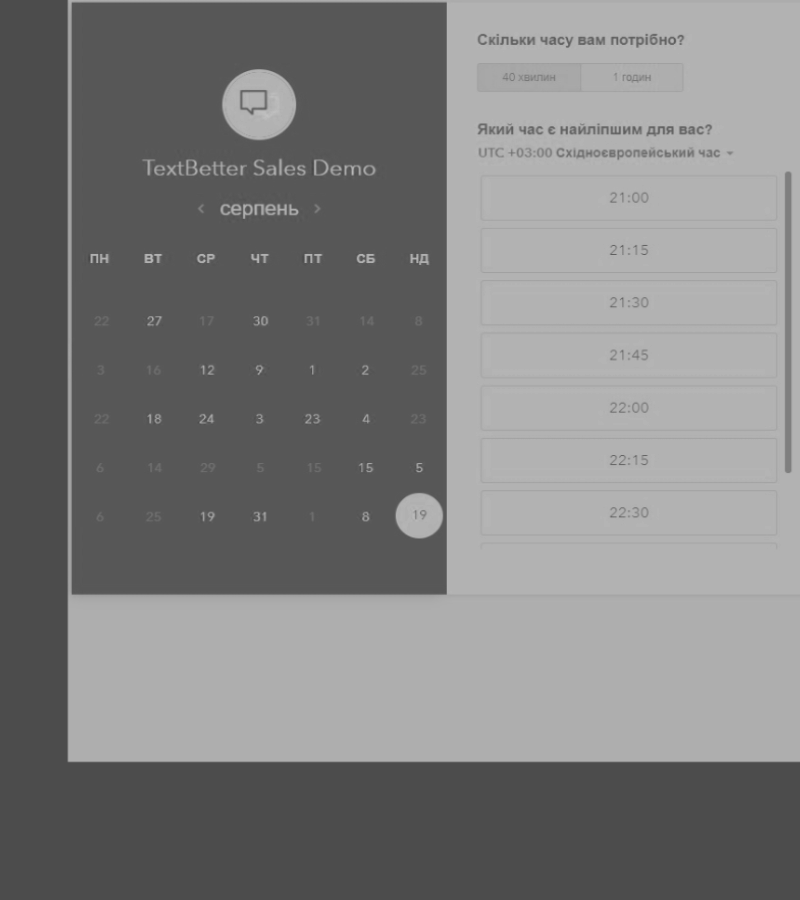 TextBetter Sales Demo
серпень
ПН ВТ СР ЧТ ПТ СБ НД
22 27 17 30 31 14 8
3 16 12 9 1 2 25
22 18 24 3 23 4 23
6 14 29 5 15 15 5
6 25 19 31 1 8 19
Скільки часу вам потрібно?
40 хвилин 1 годин
Який час є найліпшим для вас?
UTC +03:00 Східноєвропейський час
21:00
21:15
21:30
21:45
22:00
22:15
22:30